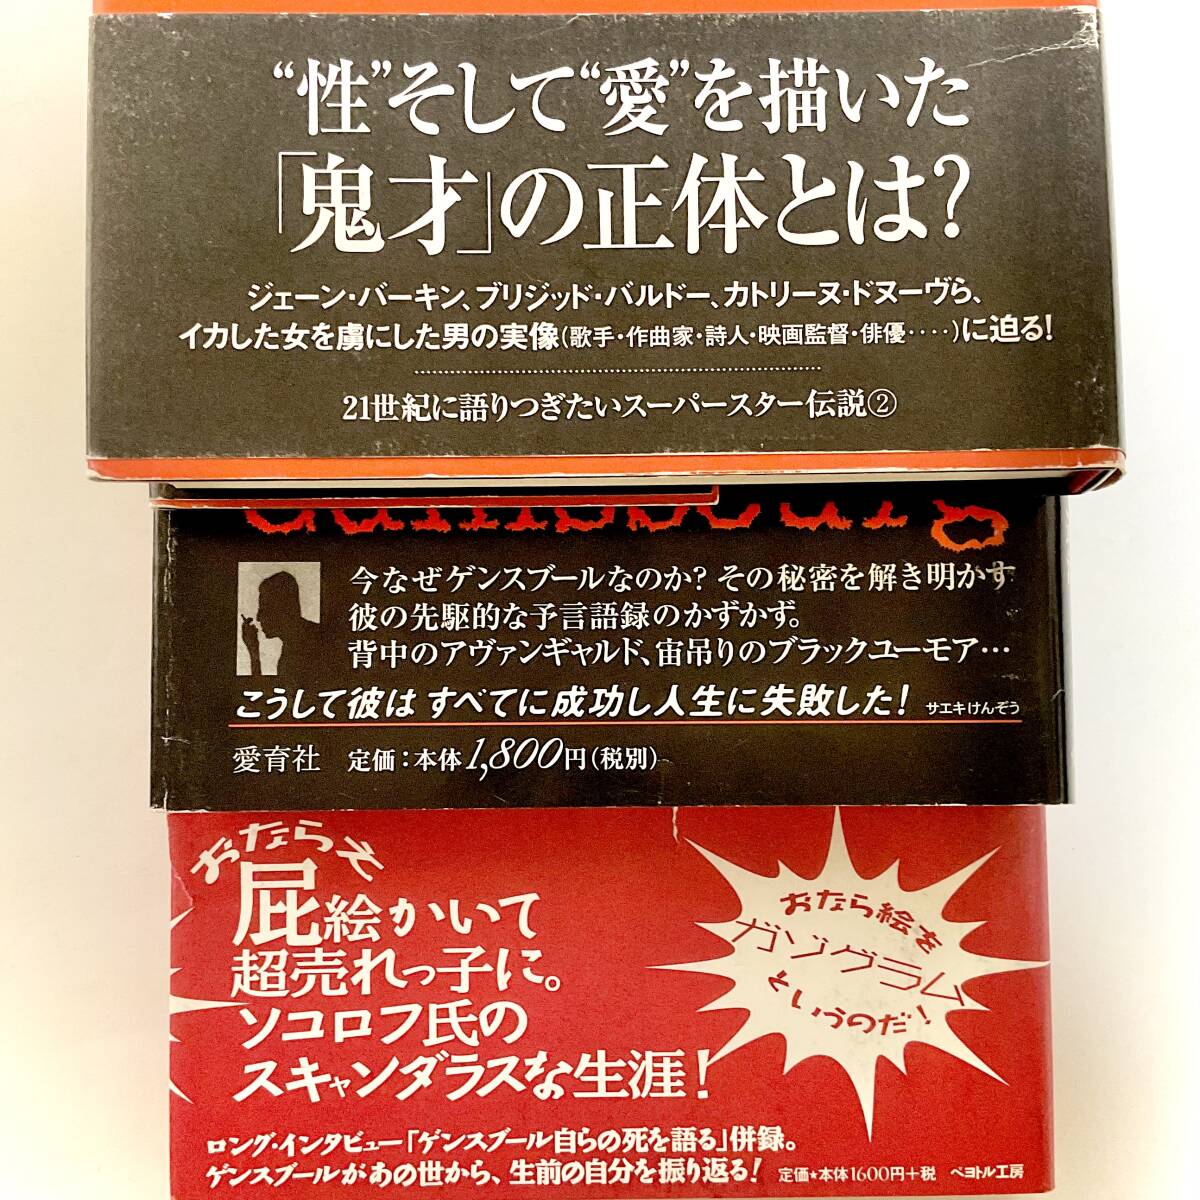 “性”そして“愛”を描いた
「鬼才」の正体とは?
ジェーン・バーキン、ブリジッド・バルドー、カトリーヌ・ドヌーヴら、
イカした女を虜にした男の実像(歌手・作曲家・詩人・映画監督・俳優‥‥)に迫る!
21世紀に語りつぎたいスーパースター伝説②
今なぜゲンスブールなのか? その秘密を解き明かす
彼の先駆的な予言語録のかずかず。
背中のアヴァンギャルド、宙吊りのブラックユーモア…
こうして彼は すべてに成功し人生に失敗した! サエキけんぞう
愛育社 定価:本体1,800円(税別)
おならそ
屁絵かいて
超売れっ子に。
ソコロフ氏の
スキャンダラスな生涯!
おなら絵を
ガゾグラム
というのだ!
ロング・インタビュー「ゲンスブール自らの死を語る」併録。
ゲンスブールがあの世から、生前の自分を振り返る! 定価★本体1600円+税 ペヨトル工房